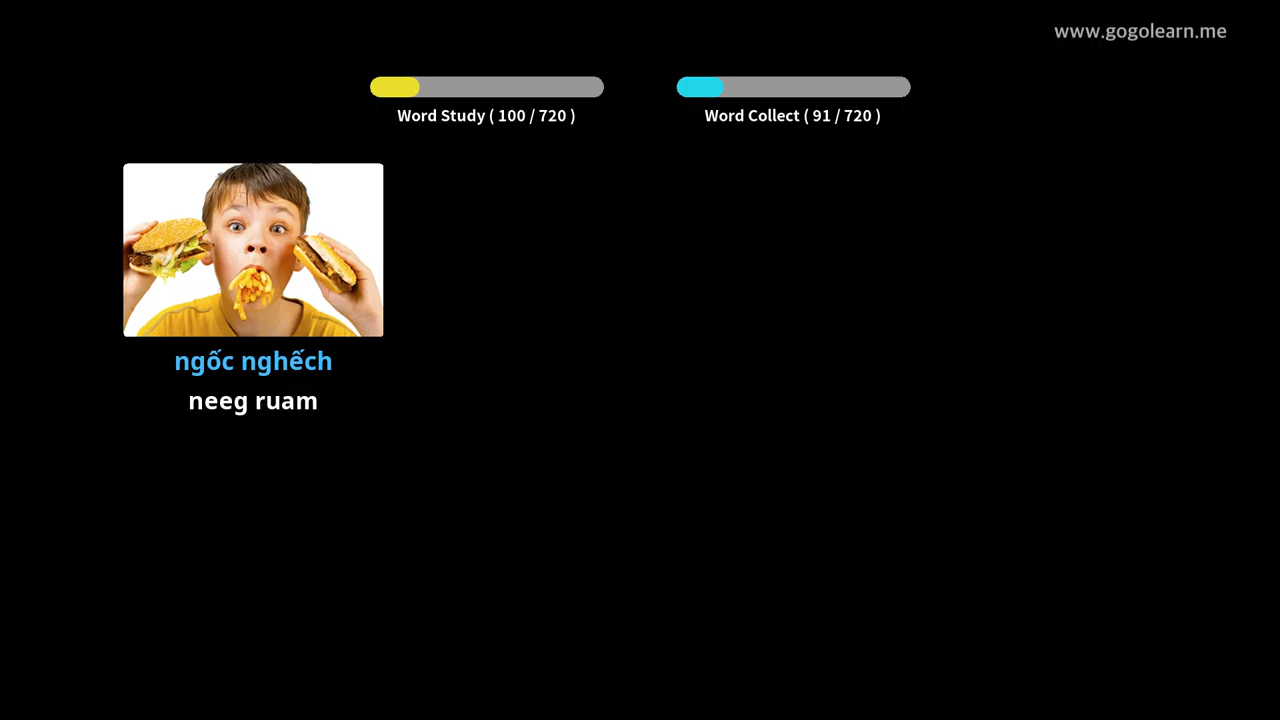 www.gogolearn.me
Word Study ( 100 / 720 )
Word Collect ( 91 / 720 )
ngốc nghếch
neeg ruam